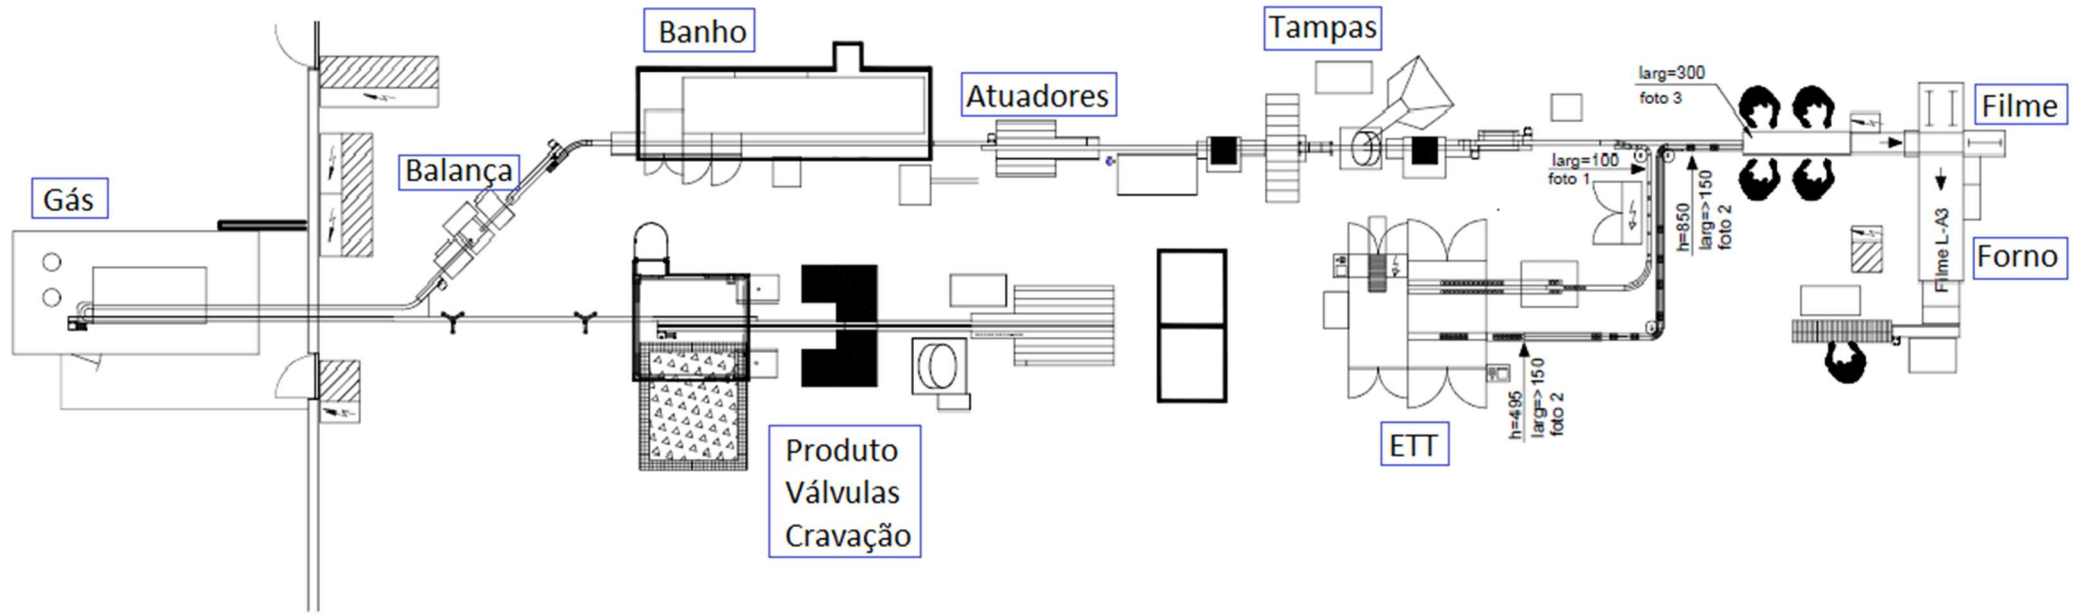 Banho
Tampas
Atuadores
larg=300
foto 3
Filme
Balança
larg=100
foto 1
Gás
h=850
larg=>150
foto 2
Filme L-A3
Forno
ETT
h=495
larg=>150
foto 2
Produto
Válvulas
Cravação